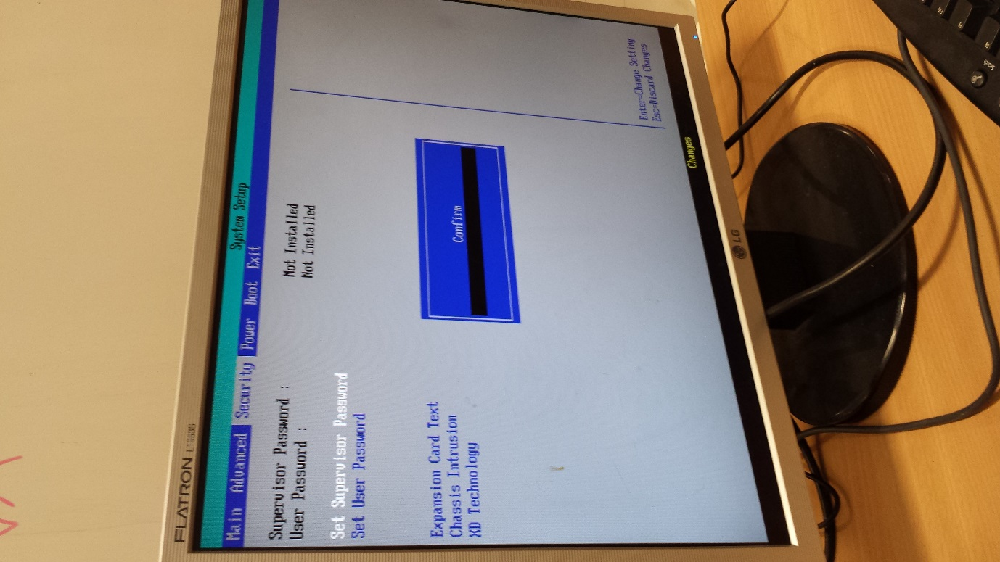 FLATRON L1953S
System Setup
Main Advanced Security Power Boot Exit
Supervisor Password : Not Installed
User Password : Not Installed
Set Supervisor Password
Set User Password
Confirm
Expansion Card Text
Chassis Intrusion
XD Technology
Enter=Change Setting
Esc=Discard Changes
Changes
LG
Search